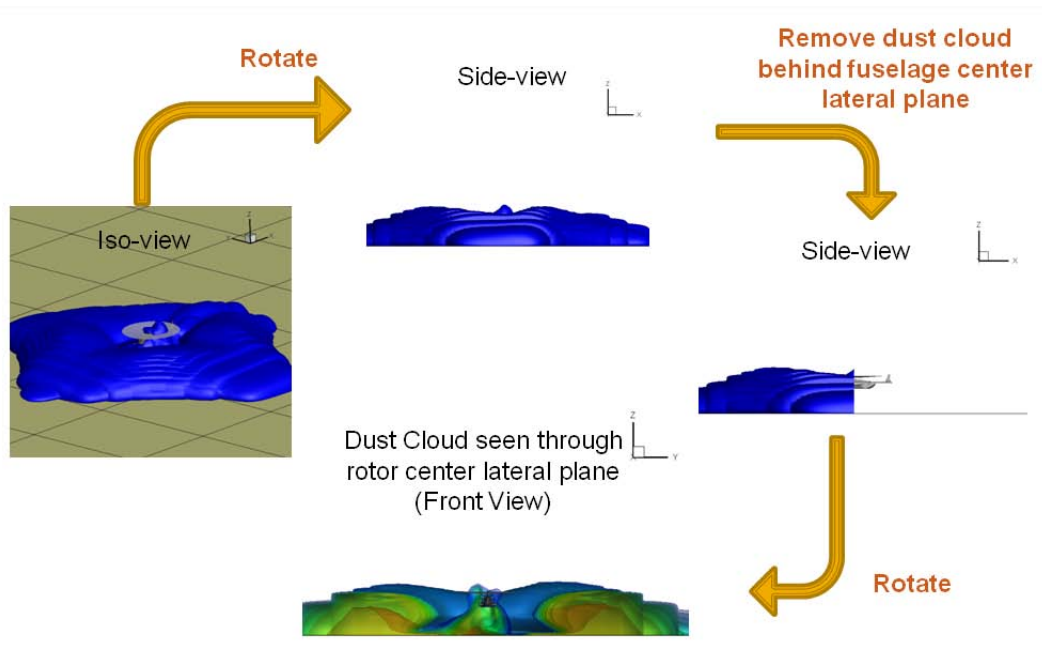 Rotate
Side-view
Z
X
Remove dust cloud
behind fuselage center
lateral plane
Iso-view
Z
Side-view
Z
X
Dust Cloud seen through
rotor center lateral plane
(Front View)
Z
X
Y
Rotate